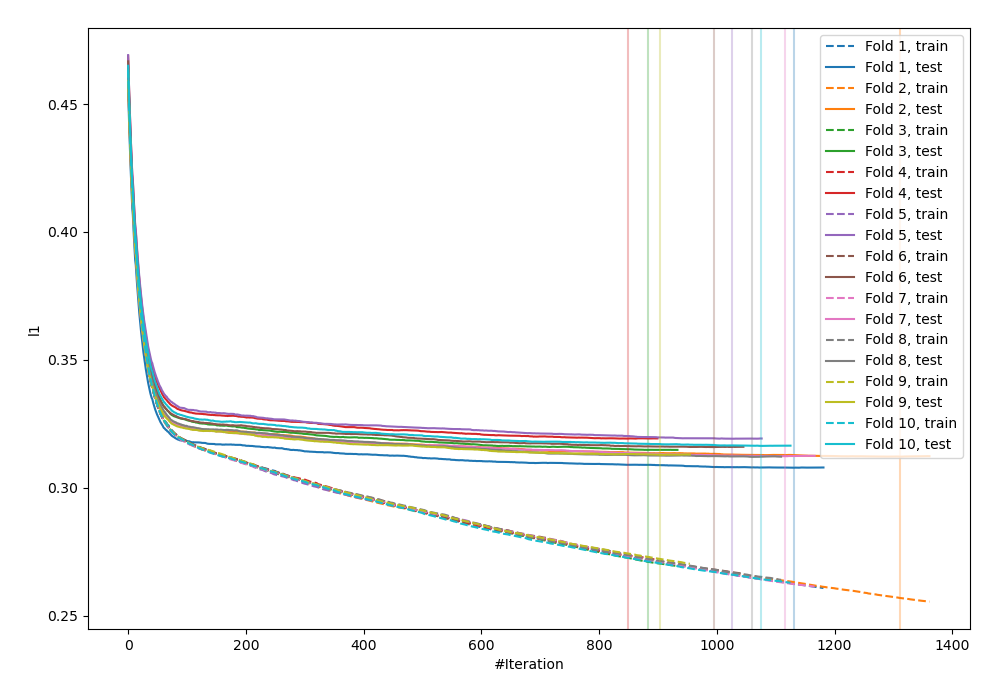 0.45
0.40
0.35
0.30
0.25
l1
0
200
400
600
800
1000
1200
1400
#Iteration
Fold 1, train
Fold 1, test
Fold 2, train
Fold 2, test
Fold 3, train
Fold 3, test
Fold 4, train
Fold 4, test
Fold 5, train
Fold 5, test
Fold 6, train
Fold 6, test
Fold 7, train
Fold 7, test
Fold 8, train
Fold 8, test
Fold 9, train
Fold 9, test
Fold 10, train
Fold 10, test